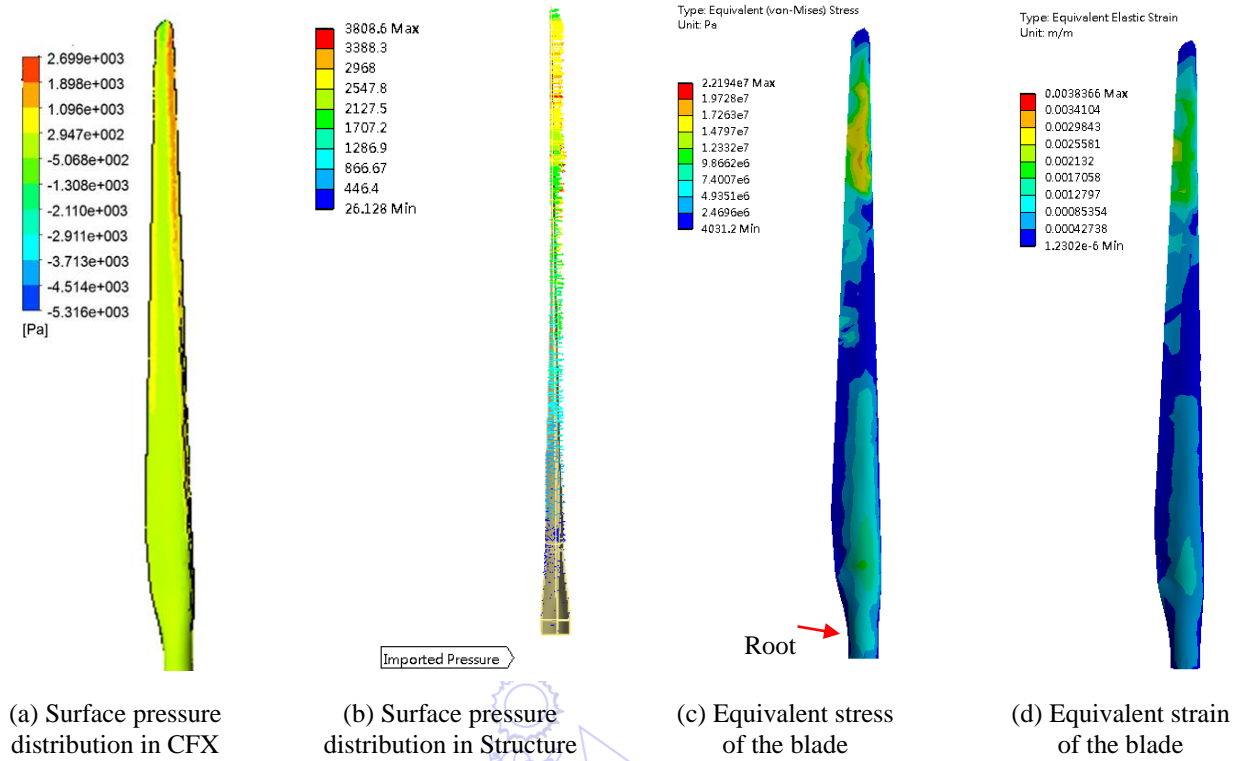 2.699e+003
1.898e+003
1.096e+003
2.947e+002
-5.068e+002
-1.308e+003
-2.110e+003
-2.911e+003
-3.713e+003
-4.514e+003
-5.316e+003
[Pa]
(a) Surface pressure
distribution in CFX
3808.6 Max
3388.3
2968
2547.8
2127.5
1707.2
1286.9
866.67
446.4
26.128 Min
Imported Pressure
(b) Surface pressure
distribution in Structure
Type: Equivalent (von-Mises) Stress
Unit: Pa
2.2194e7 Max
1.9728e7
1.7263e7
1.4797e7
1.2332e7
9.8662e6
7.4007e6
4.9351e6
2.4696e6
4031.2 Min
Root
(c) Equivalent stress
of the blade
Type: Equivalent Elastic Strain
Unit: m/m
0.0038366 Max
0.0034104
0.0029843
0.0025581
0.002132
0.0017058
0.0012797
0.00085354
0.00042738
1.2302e-6 Min
(d) Equivalent strain
of the blade